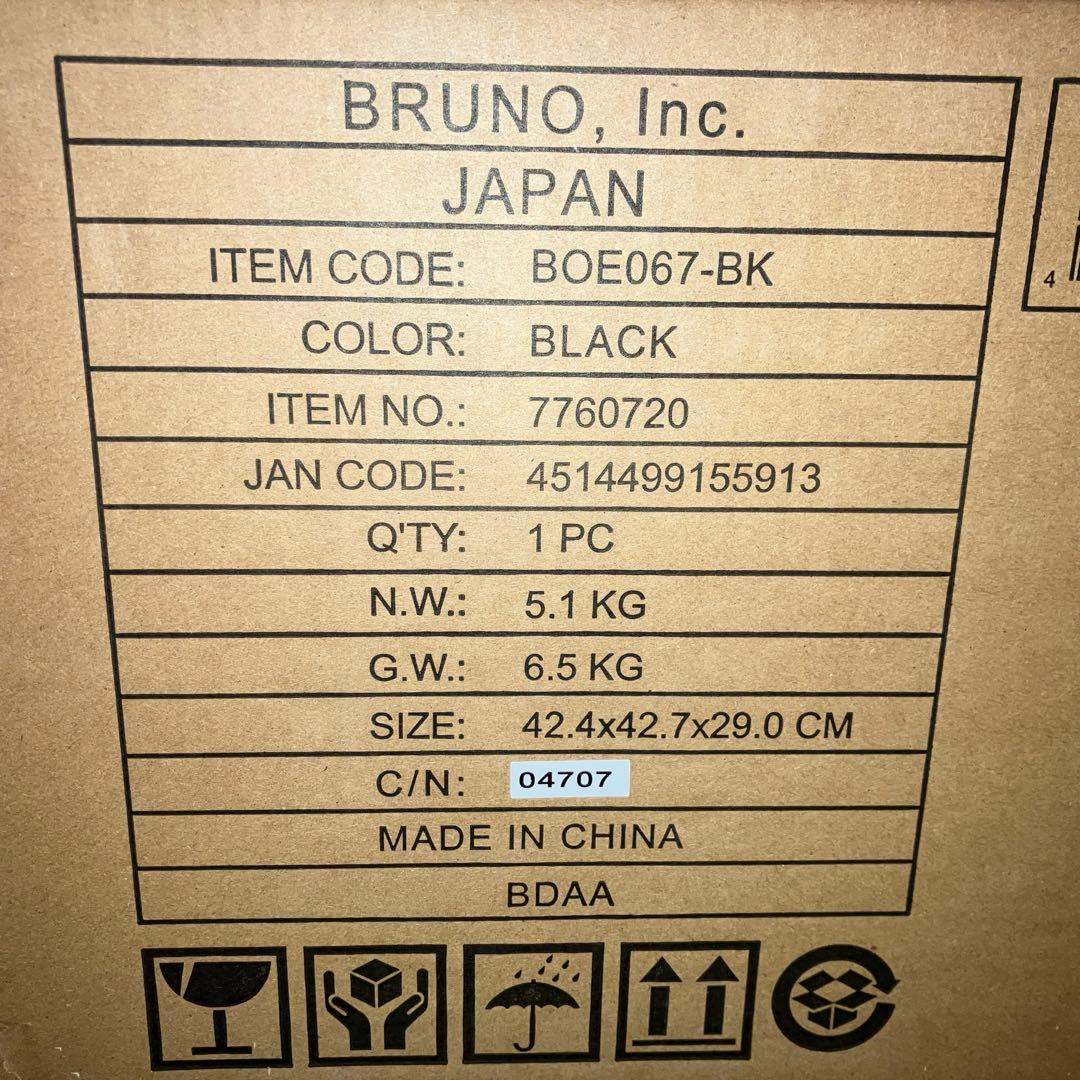 BRUNO, Inc.
JAPAN
ITEM CODE: BOE067-BK
COLOR: BLACK
ITEM NO.: 7760720
JAN CODE: 4514499155913
Q'TY: 1 PC
N.W.: 5.1 KG
G.W.: 6.5 KG
SIZE: 42.4x42.7x29.0 CM
C/N: 04707
MADE IN CHINA
BDAA
4